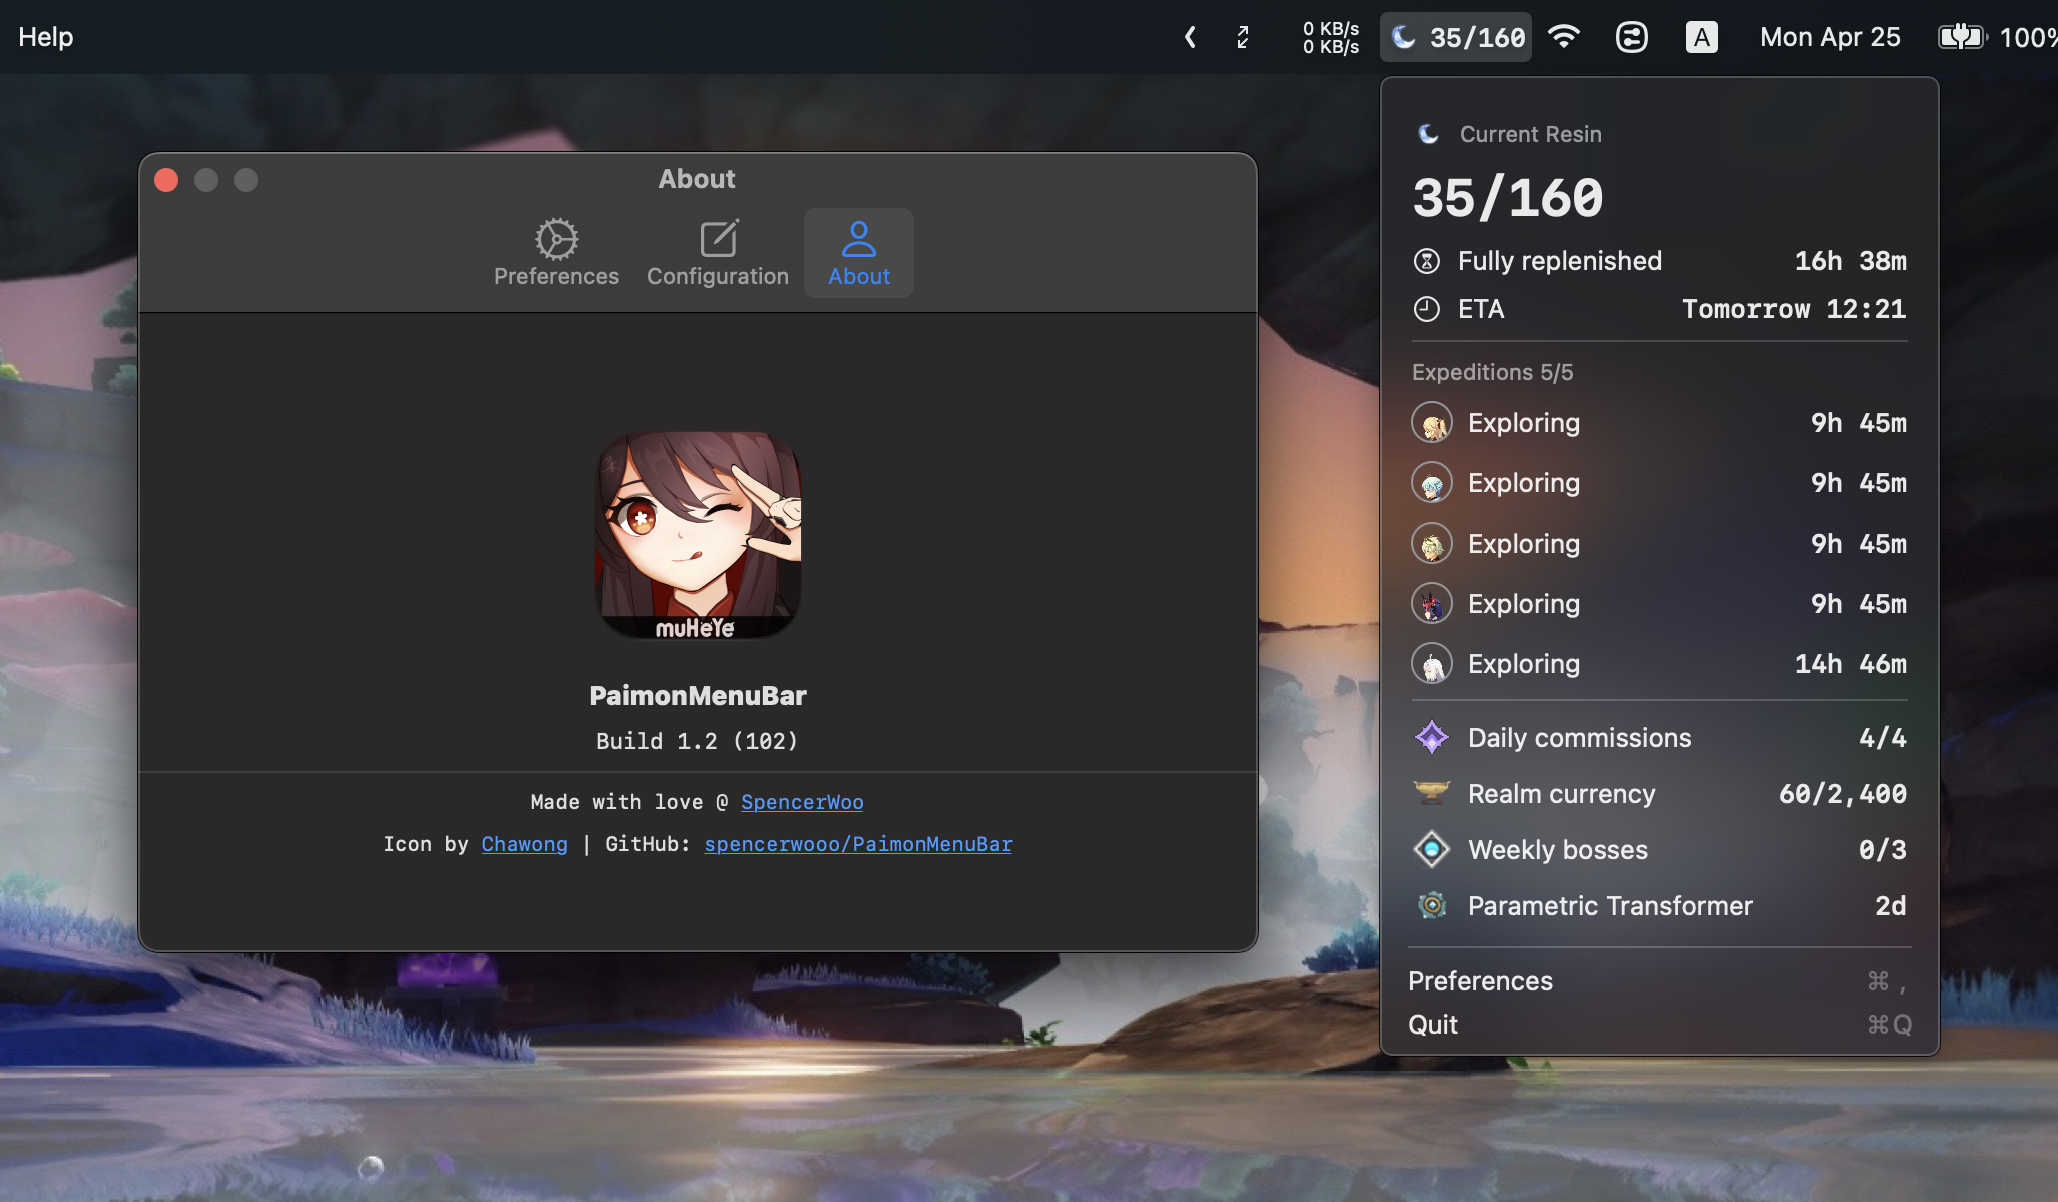 Help
0 KB/s
0 KB/s
35/160
A
Mon Apr 25
100%
About
Preferences
Configuration
About
muHeYe
PaimonMenuBar
Build 1.2 (102)
Made with love @ SpencerWoo
Icon by Chawong | GitHub: spencerwooo/PaimonMenuBar
Current Resin
35/160
Fully replenished 16h 38m
ETA Tomorrow 12:21
Expeditions 5/5
Exploring 9h 45m
Exploring 9h 45m
Exploring 9h 45m
Exploring 9h 45m
Exploring 14h 46m
Daily commissions 4/4
Realm currency 60/2,400
Weekly bosses 0/3
Parametric Transformer 2d
Preferences ⌘ ,
Quit ⌘Q